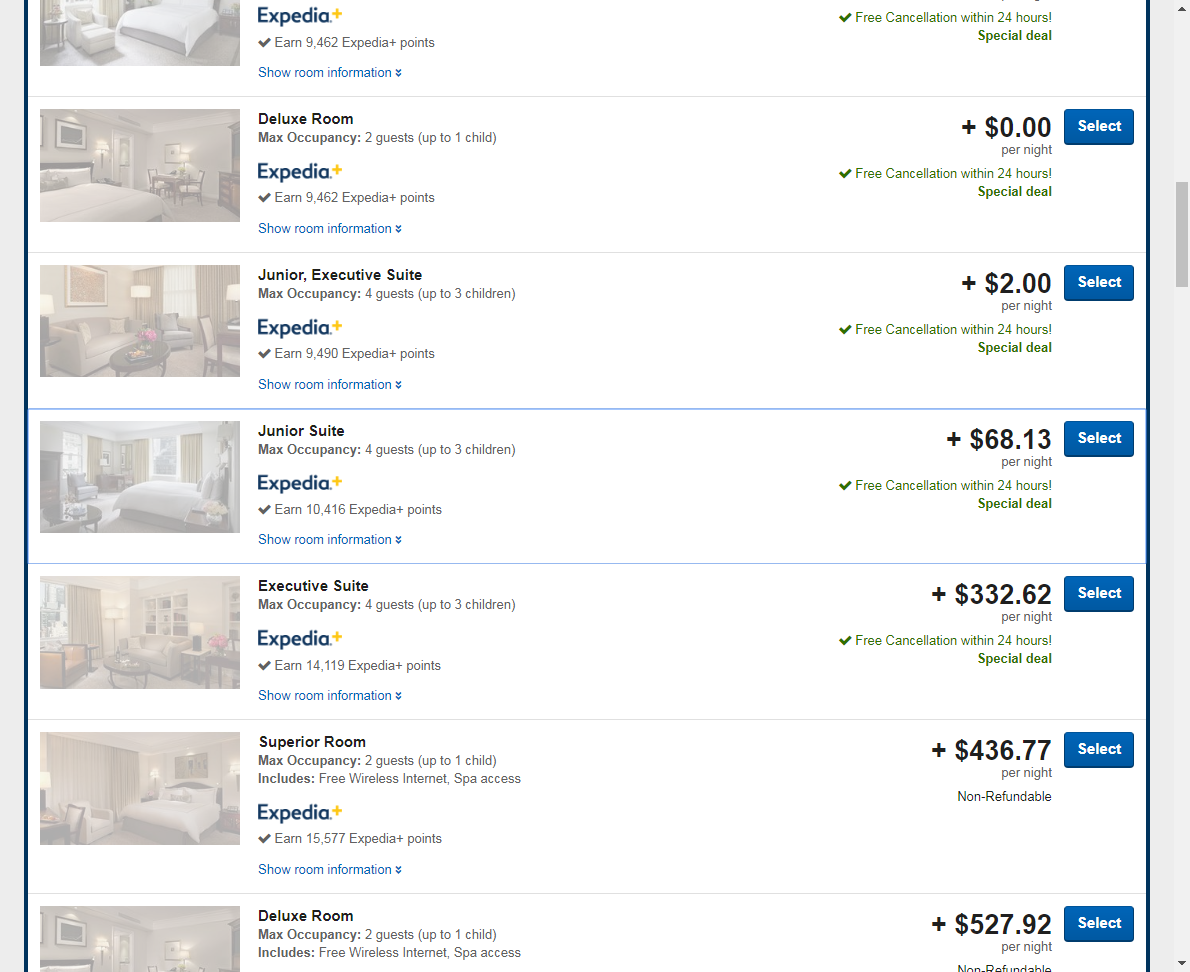 Expedia+
Free Cancellation within 24 hours!
Earn 9,462 Expedia+ points
Special deal
Show room information
Deluxe Room
Max Occupancy: 2 guests (up to 1 child)
+ $0.00
Select
per night
Expedia+
Free Cancellation within 24 hours!
Earn 9,462 Expedia+ points
Special deal
Show room information
Junior, Executive Suite
Max Occupancy: 4 guests (up to 3 children)
+ $2.00
Select
per night
Expedia+
Free Cancellation within 24 hours!
Earn 9,490 Expedia+ points
Special deal
Show room information
Junior Suite
Max Occupancy: 4 guests (up to 3 children)
+ $68.13
Select
per night
Expedia+
Free Cancellation within 24 hours!
Earn 10,416 Expedia+ points
Special deal
Show room information
Executive Suite
Max Occupancy: 4 guests (up to 3 children)
+ $332.62
Select
per night
Expedia+
Free Cancellation within 24 hours!
Earn 14,119 Expedia+ points
Special deal
Show room information
Superior Room
Max Occupancy: 2 guests (up to 1 child)
Includes: Free Wireless Internet, Spa access
+ $436.77
Select
per night
Non-Refundable
Expedia+
Earn 15,577 Expedia+ points
Show room information
Deluxe Room
Max Occupancy: 2 guests (up to 1 child)
Includes: Free Wireless Internet, Spa access
+ $527.92
Select
per night
Non-Refundable